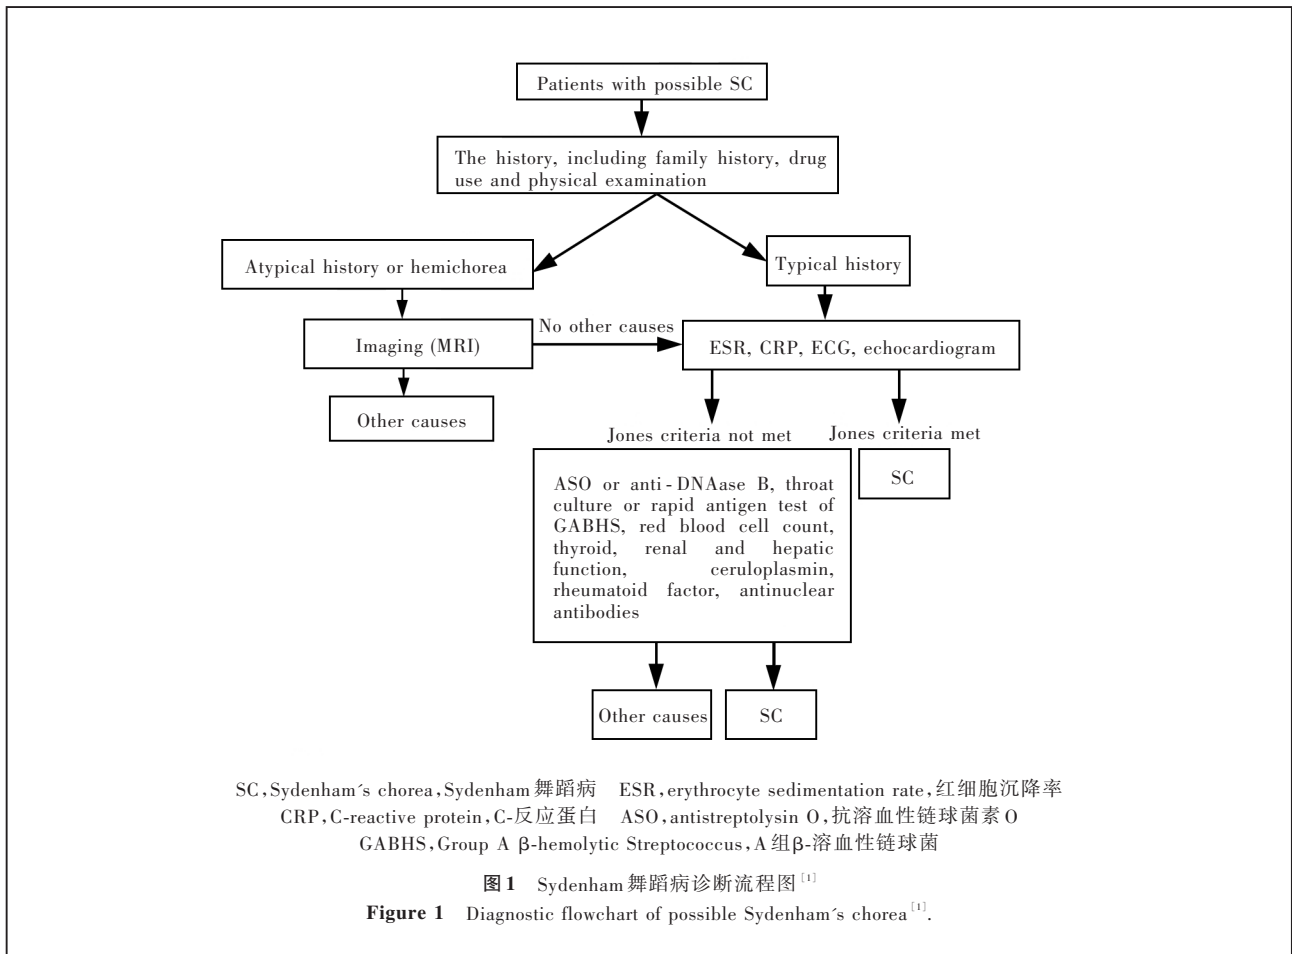 Patients with possible SC
The history, including family history, drug
use and physical examination
Atypical history or hemichorea
Typical history
Imaging (MRI)
No other causes
ESR, CRP, ECG, echocardiogram
Other causes
Jones criteria not met
Jones criteria met
ASO or anti-DNAase B, throat
culture or rapid antigen test of
GABHS, red blood cell count,
thyroid, renal and hepatic
function, ceruloplasmin,
rheumatoid factor, antinuclear
antibodies
SC
Other causes
SC
SC,Sydenham´s chorea,Sydenham舞蹈病 ESR,erythrocyte sedimentation rate,红细胞沉降率
CRP,C-reactive protein,C-反应蛋白 ASO,antistreptolysin O,抗溶血性链球菌素O
GABHS,Group A β-hemolytic Streptococcus,A组β-溶血性链球菌
图1 Sydenham舞蹈病诊断流程图[1]
Figure 1 Diagnostic flowchart of possible Sydenham´s chorea[1].